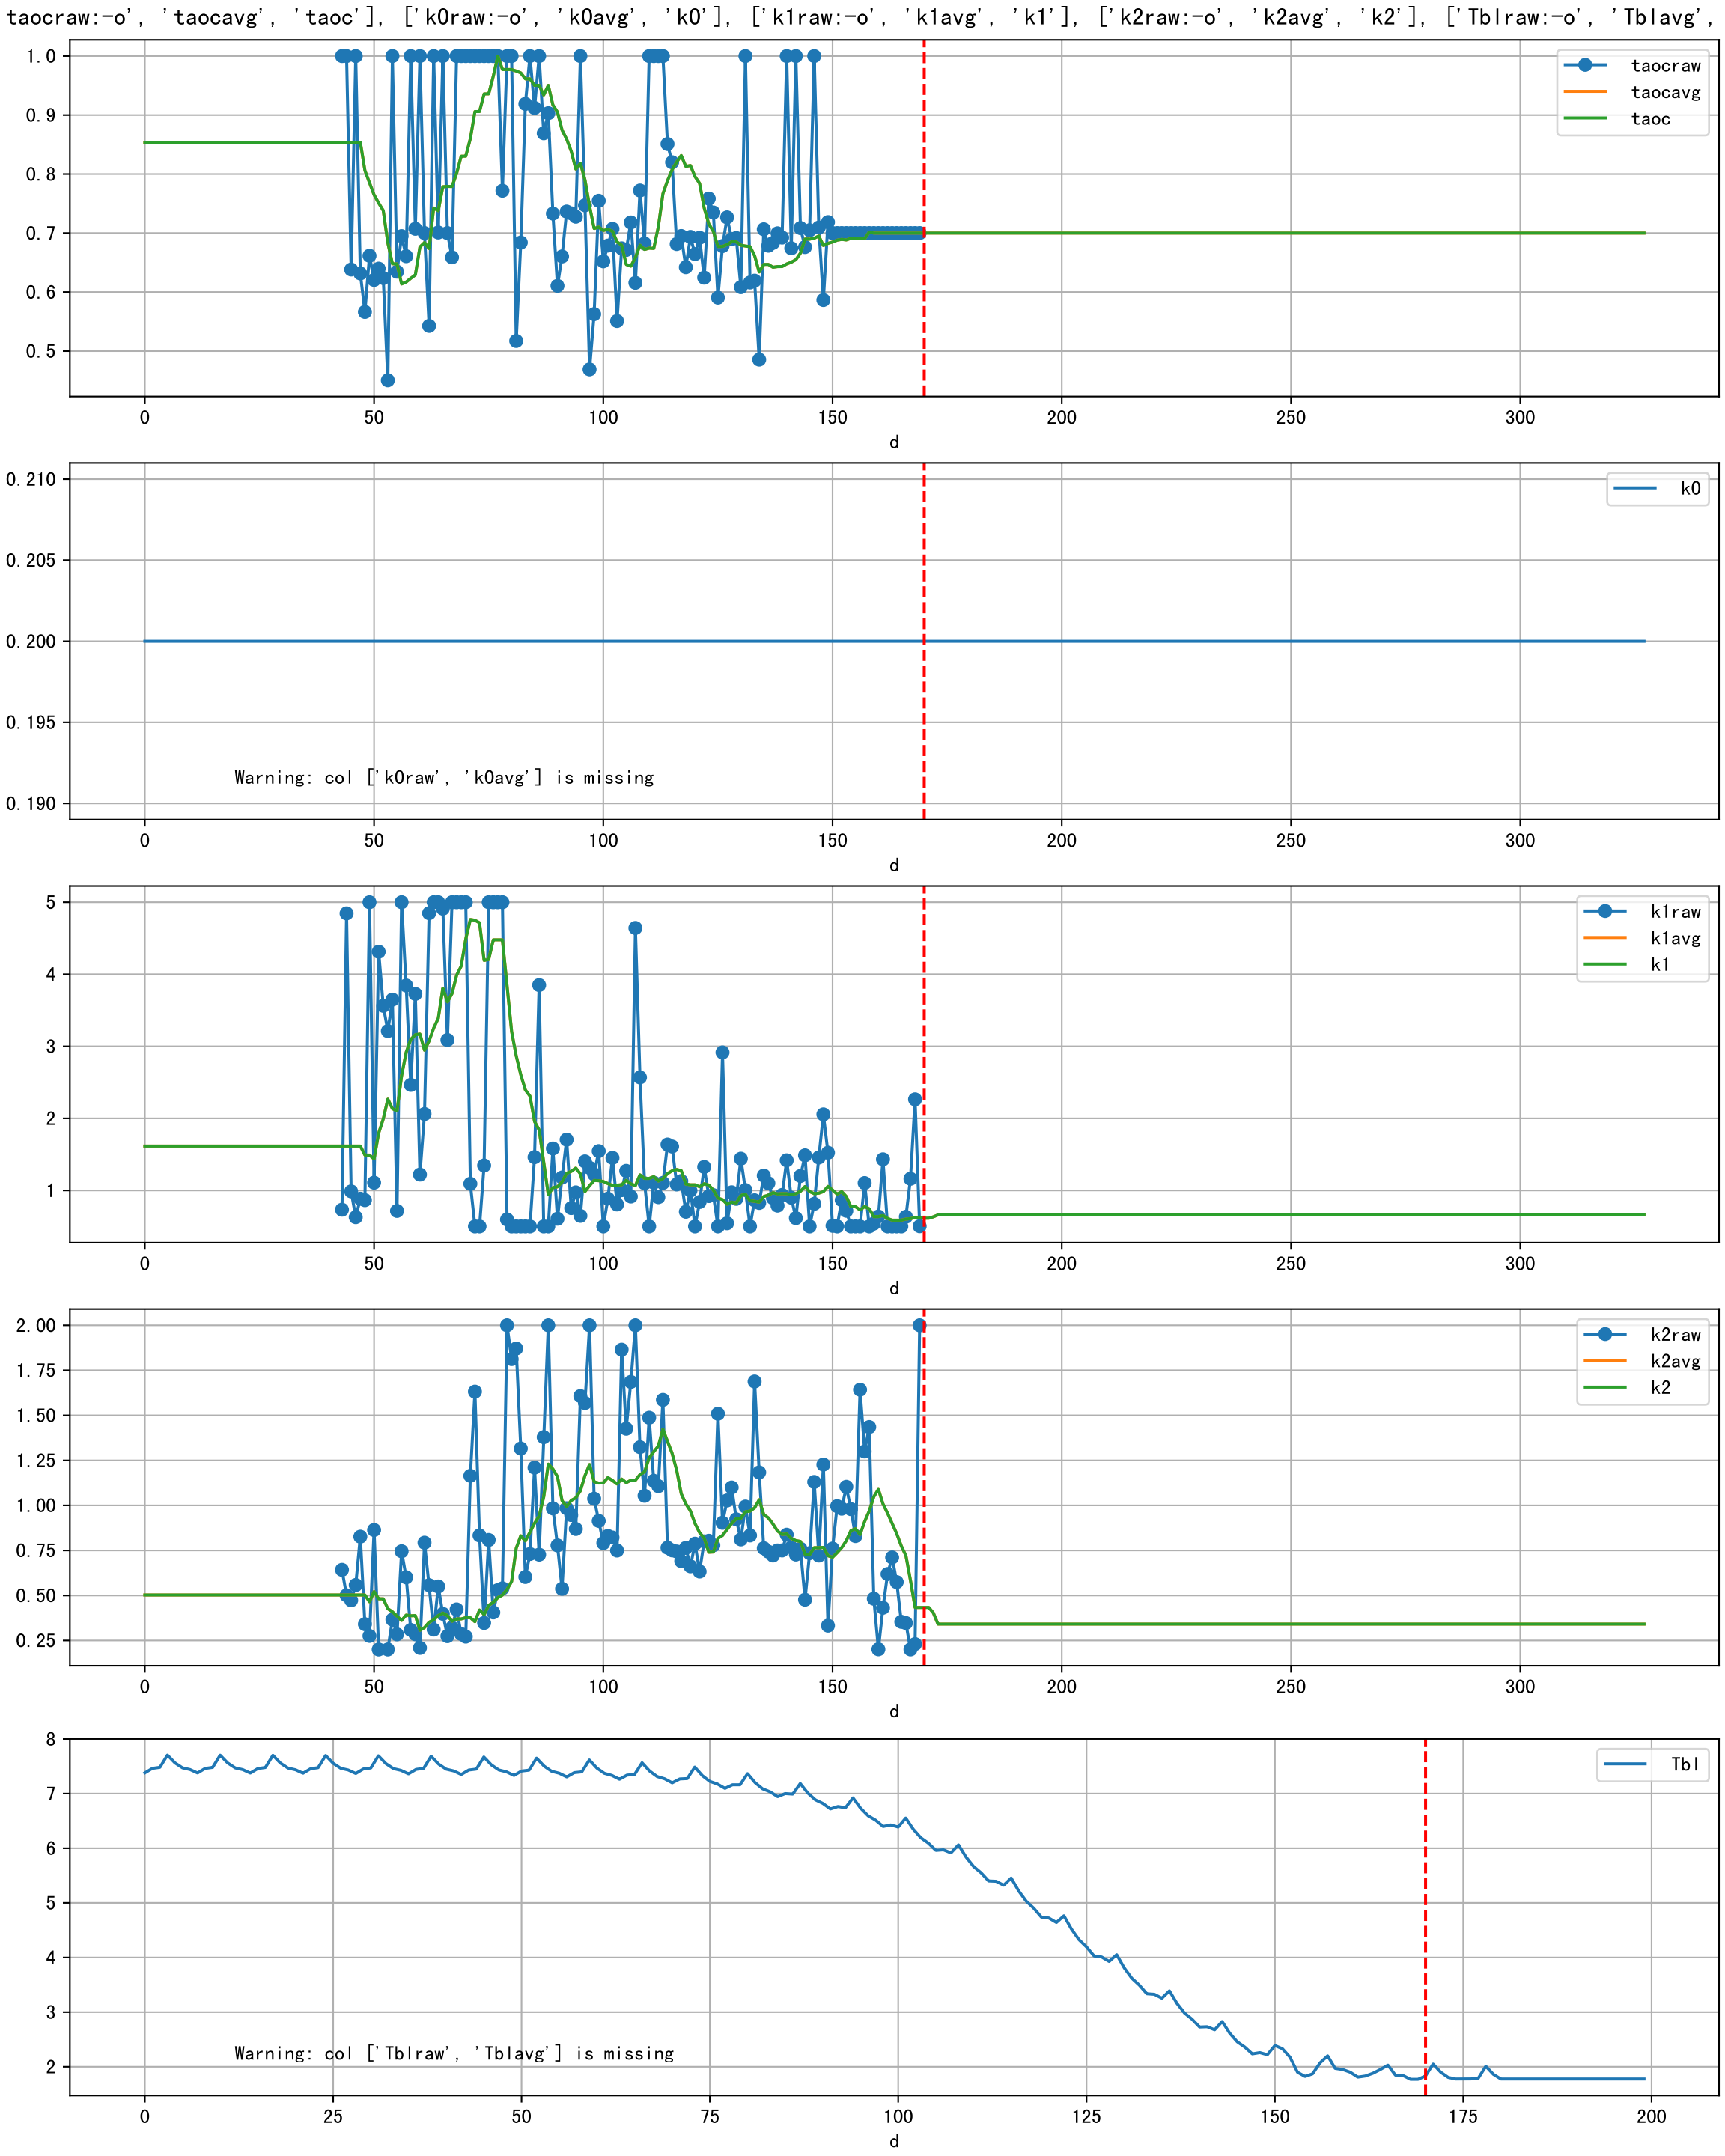 taocraw:-o', 'taocavg', 'taoc'], ['k0raw:-o', 'k0avg', 'k0'], ['k1raw:-o', 'k1avg', 'k1'], ['k2raw:-o', 'k2avg', 'k2'], ['Tblraw:-o', 'Tblavg',
1.0
0.9
0.8
0.7
0.6
0.5
taocraw
taocavg
taoc
0 50 100 150 200 250 300
d
0.210
0.205
0.200
0.195
0.190
k0
Warning: col ['k0raw', 'k0avg'] is missing
0 50 100 150 200 250 300
d
5
4
3
2
1
k1raw
k1avg
k1
0 50 100 150 200 250 300
d
2.00
1.75
1.50
1.25
1.00
0.75
0.50
0.25
k2raw
k2avg
k2
0 50 100 150 200 250 300
d
8
7
6
5
4
3
2
Tbl
Warning: col ['Tblraw', 'Tblavg'] is missing
0 25 50 75 100 125 150 175 200
d